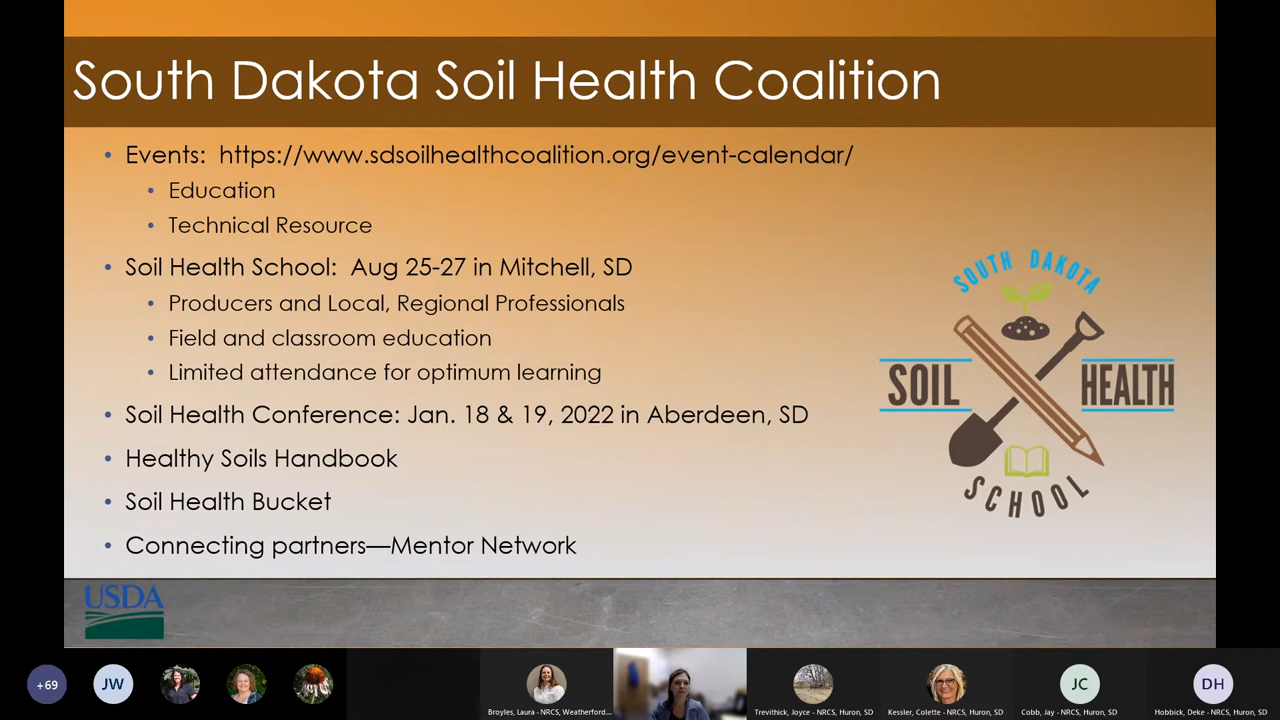 South Dakota Soil Health Coalition
• Events:  https://www.sdsoilhealthcoalition.org/event-calendar/
• Education
• Technical Resource
• Soil Health School:  Aug 25-27 in Mitchell, SD
• Producers and Local, Regional Professionals
• Field and classroom education
• Limited attendance for optimum learning
• Soil Health Conference: Jan. 18 & 19, 2022 in Aberdeen, SD
• Healthy Soils Handbook
• Soil Health Bucket
• Connecting partners—Mentor Network
SOUTH DAKOTA
SOIL HEALTH
SCHOOL
USDA
+69
JW
JC
DH
Broyles, Laura - NRCS, Weatherford...
Trevithick, Joyce - NRCS, Huron, SD
Kessler, Colette - NRCS, Huron, SD
Cobb, Jay - NRCS, Huron, SD
Hobbick, Deke - NRCS, Huron, SD